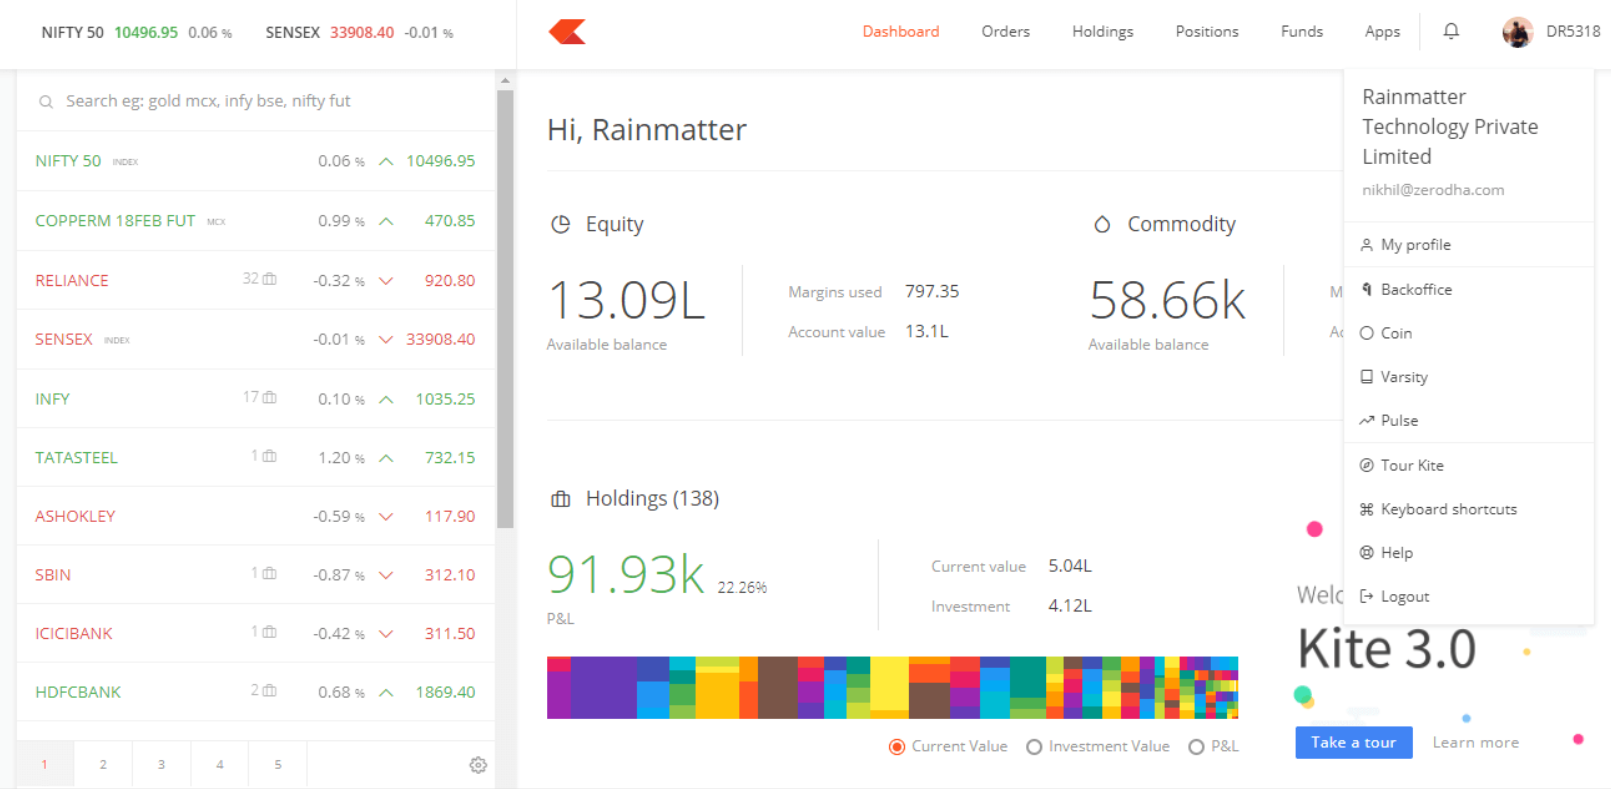 NIFTY 50 10496.95 0.06 % SENSEX 33908.40 -0.01 %
Dashboard Orders Holdings Positions Funds Apps DR5318
Search eg: gold mcx, infy bse, nifty fut
NIFTY 50 INDEX 0.06 % 10496.95
COPPERM 18FEB FUT MCX 0.99 % 470.85
RELIANCE 32 -0.32 % 920.80
SENSEX INDEX -0.01 % 33908.40
INFY 17 0.10 % 1035.25
TATASTEEL 1 1.20 % 732.15
ASHOKLEY -0.59 % 117.90
SBIN 1 -0.87 % 312.10
ICICIBANK 1 -0.42 % 311.50
HDFCBANK 2 0.68 % 1869.40
1 2 3 4 5
Hi, Rainmatter
Equity
13.09L
Available balance
Margins used 797.35
Account value 13.1L
Commodity
58.66k
Available balance
M
Ac
Holdings (138)
91.93k 22.26%
P&L
Current value 5.04L
Investment 4.12L
Current Value Investment Value P&L
Rainmatter
Technology Private
Limited
nikhil@zerodha.com
My profile
Backoffice
Coin
Varsity
Pulse
Tour Kite
Keyboard shortcuts
Help
Logout
Welc
Kite 3.0
Take a tour Learn more